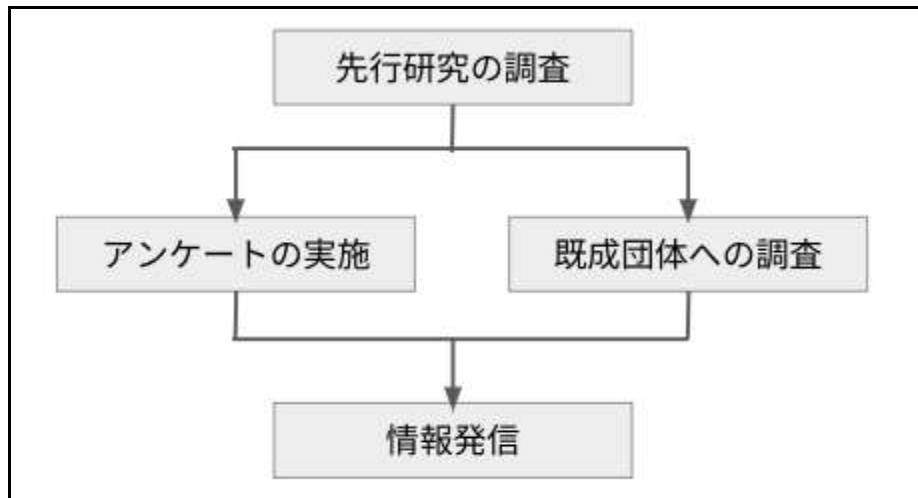 先行研究の調査
アンケートの実施
既成団体への調査
情報発信